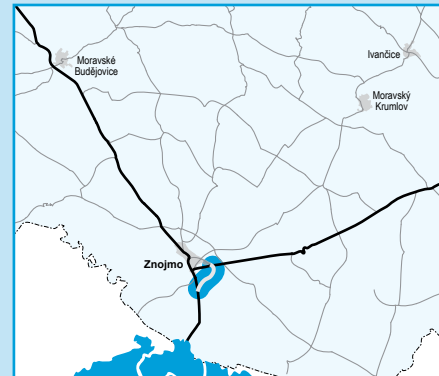 Ivančice
Moravské
Budějovice
Moravský
Krumlov
Znojmo